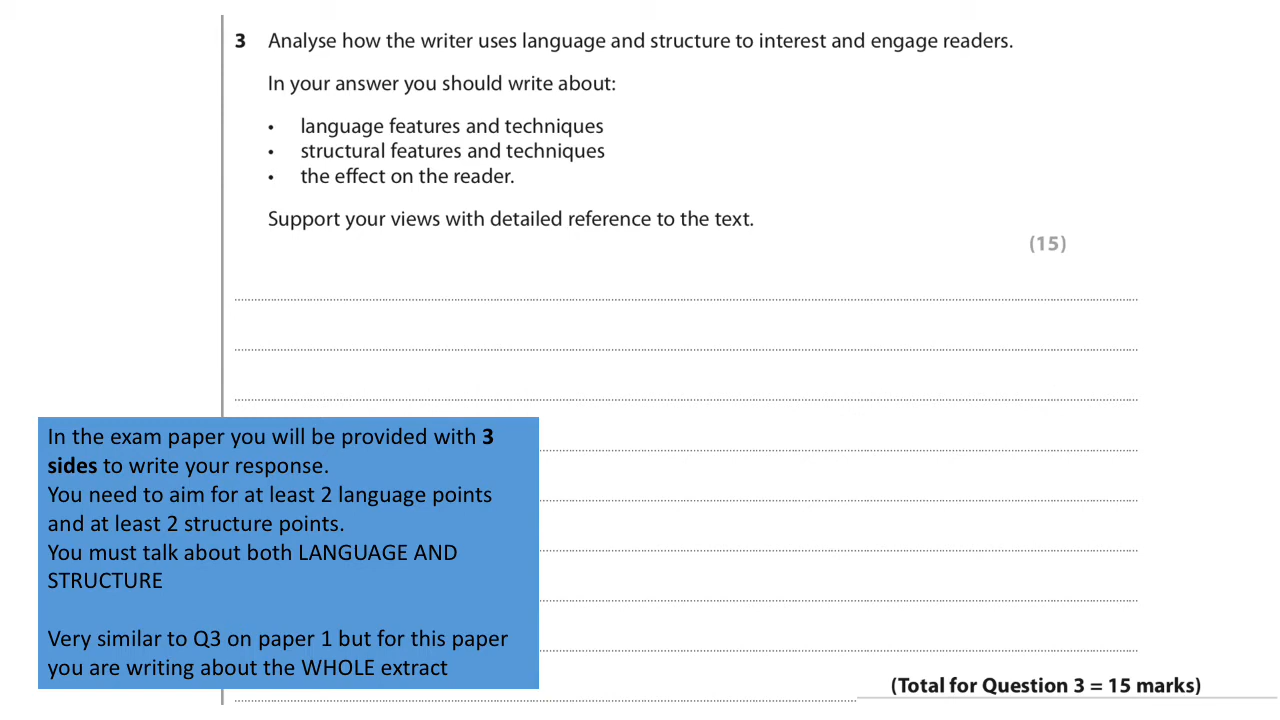 3 Analyse how the writer uses language and structure to interest and engage readers.
In your answer you should write about:
• language features and techniques
• structural features and techniques
• the effect on the reader.
Support your views with detailed reference to the text.
(15)
In the exam paper you will be provided with 3
sides to write your response.
You need to aim for at least 2 language points
and at least 2 structure points.
You must talk about both LANGUAGE AND
STRUCTURE
Very similar to Q3 on paper 1 but for this paper
you are writing about the WHOLE extract
(Total for Question 3 = 15 marks)